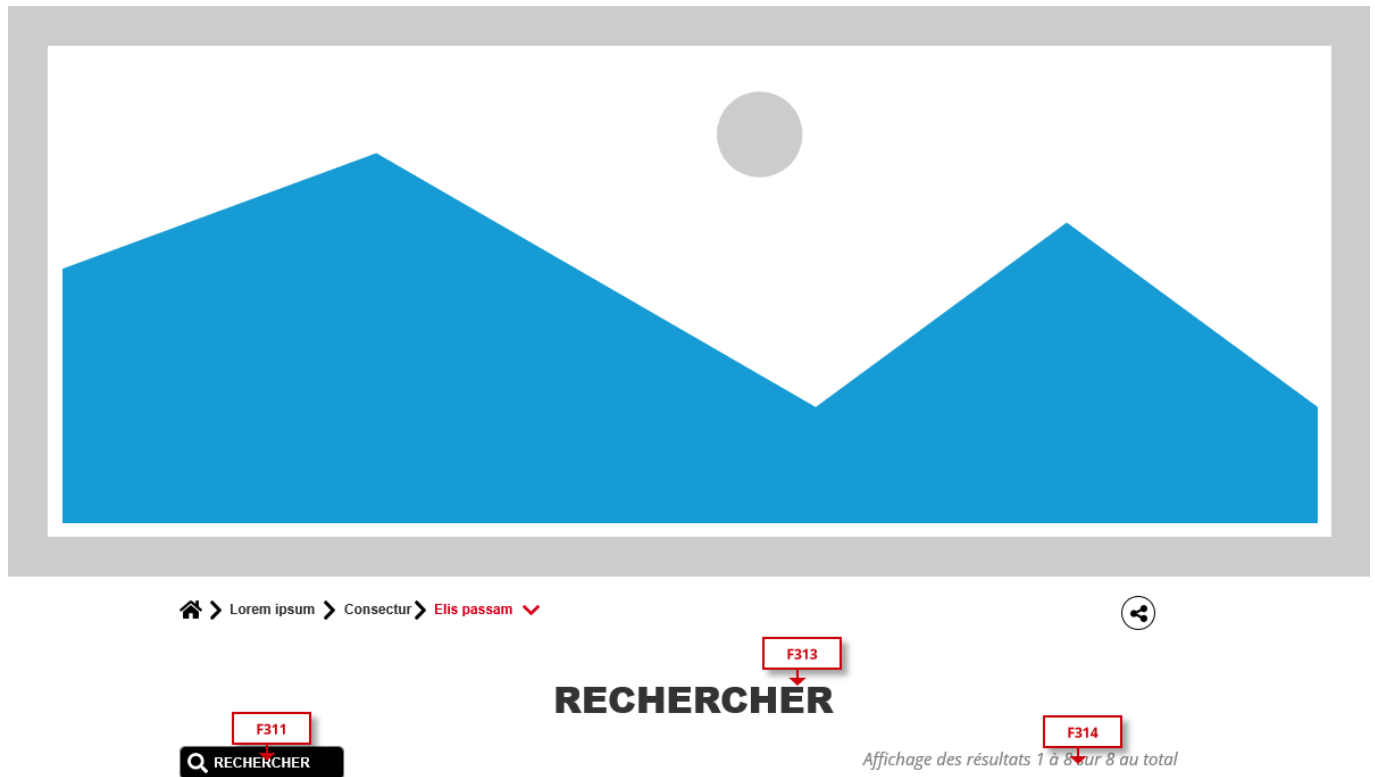 Lorem ipsum Consectur Elis passam
F313
RECHERCHER
F311
F314
RECHERCHER
Affichage des résultats 1 à 8 sur 8 au total